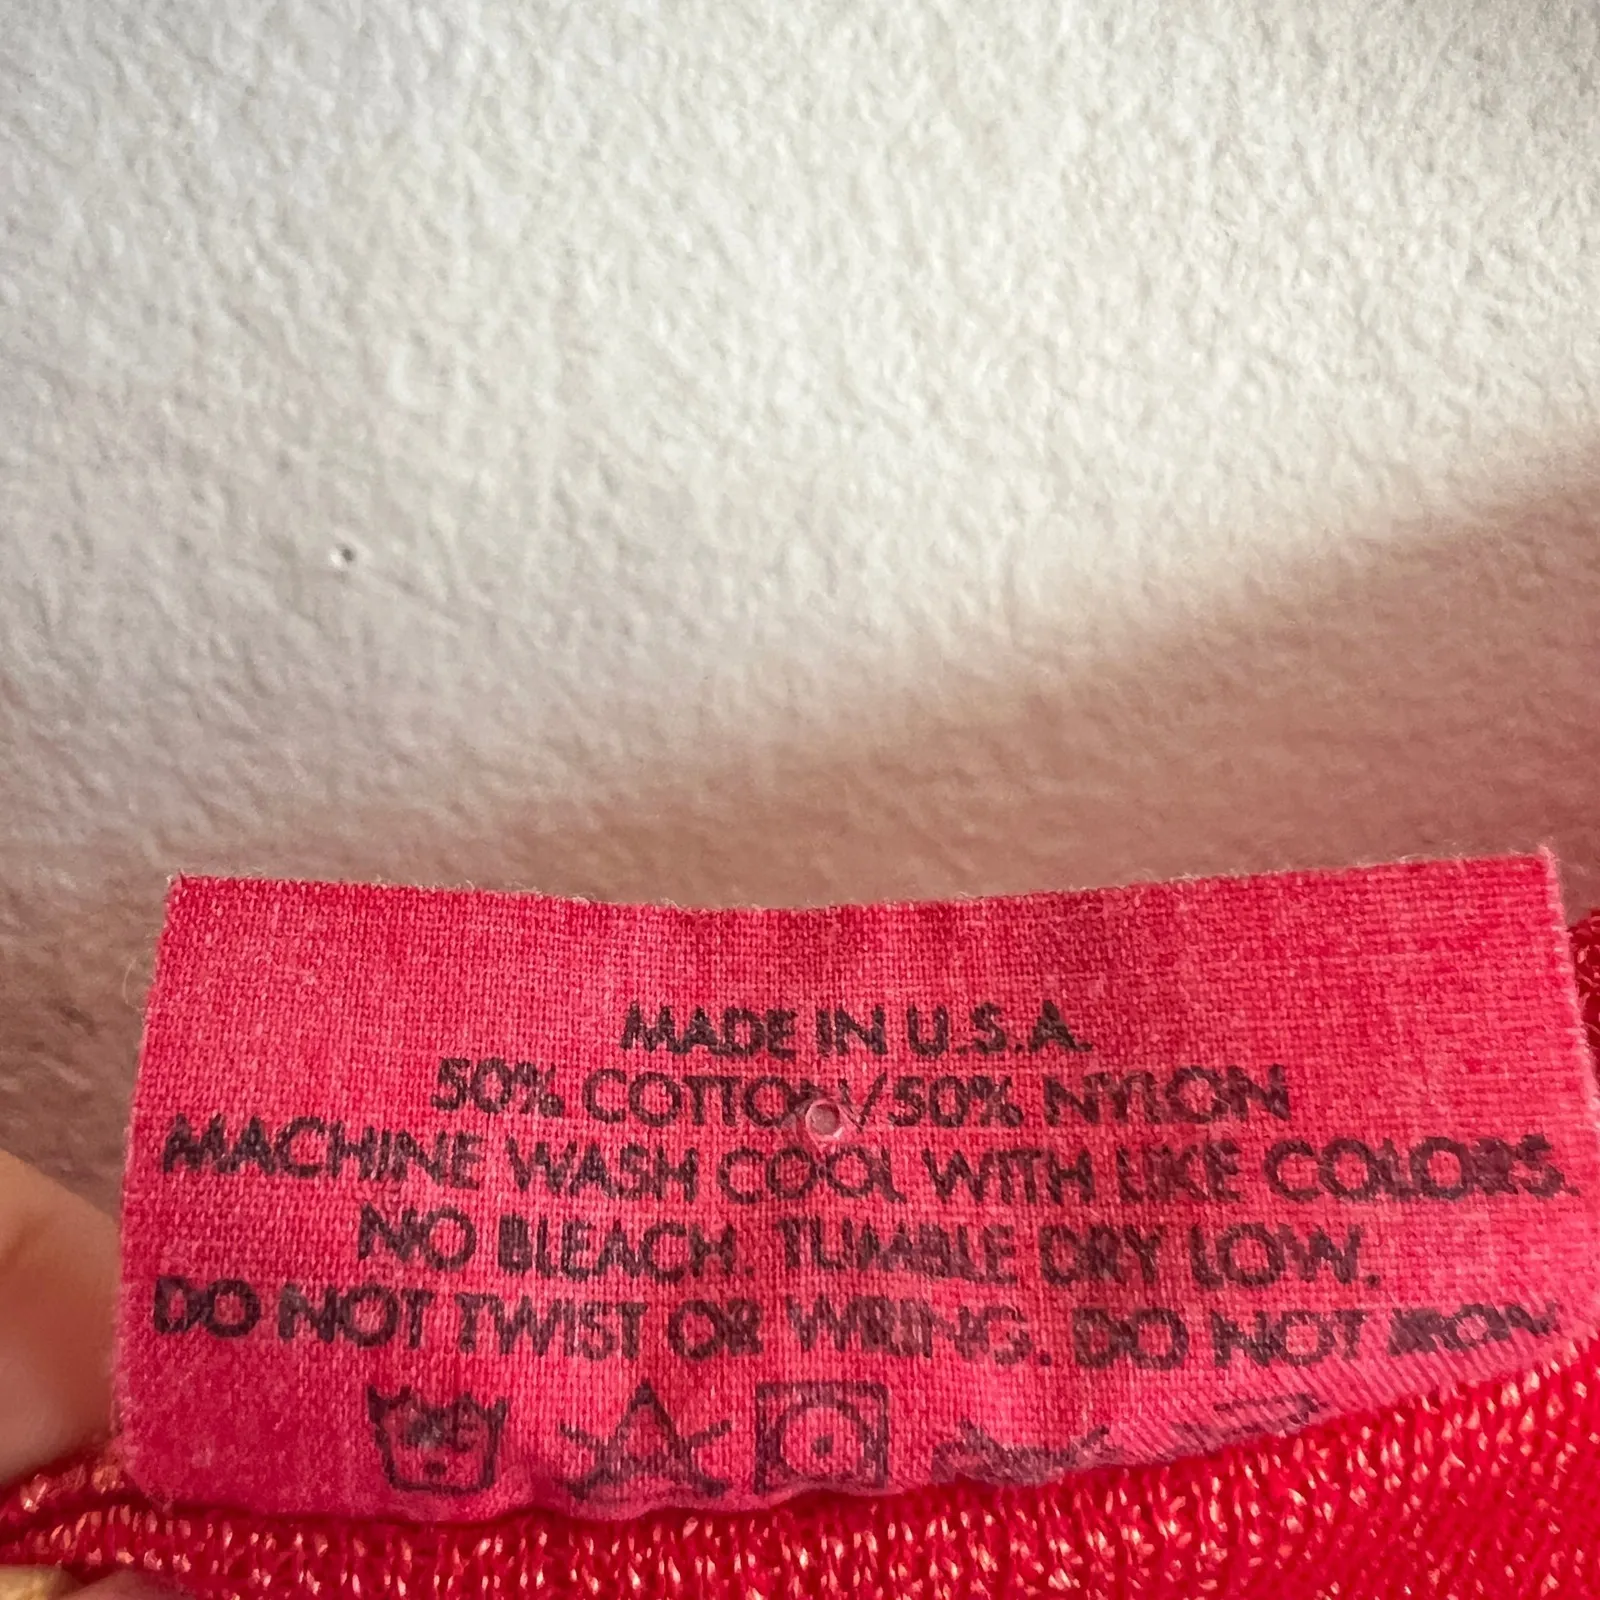 MADE IN U.S.A.
50% COTTON/50% NYLON
MACHINE WASH COOL WITH LIKE COLORS.
NO BLEACH. TUMBLE DRY LOW.
DO NOT TWIST OR WRING. DO NOT IRON